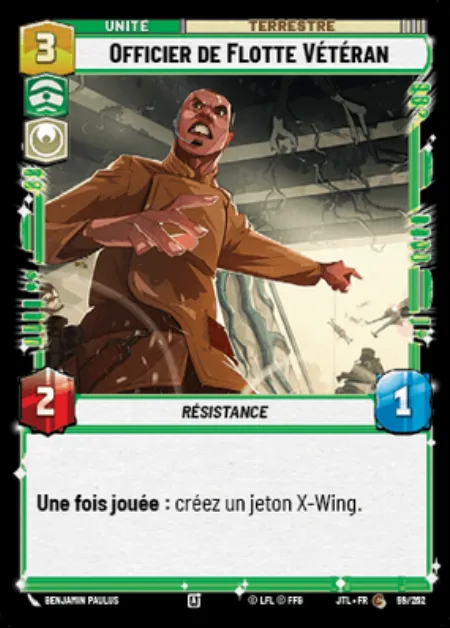 UNITÉ
TERRESTRE
3
OFFICIER DE FLOTTE VÉTÉRAN
2
RÉSISTANCE
1
Une fois jouée : créez un jeton X-Wing.
BENJAMIN PAULUS
© LFL © FFG
JTL • FR
C
99/262